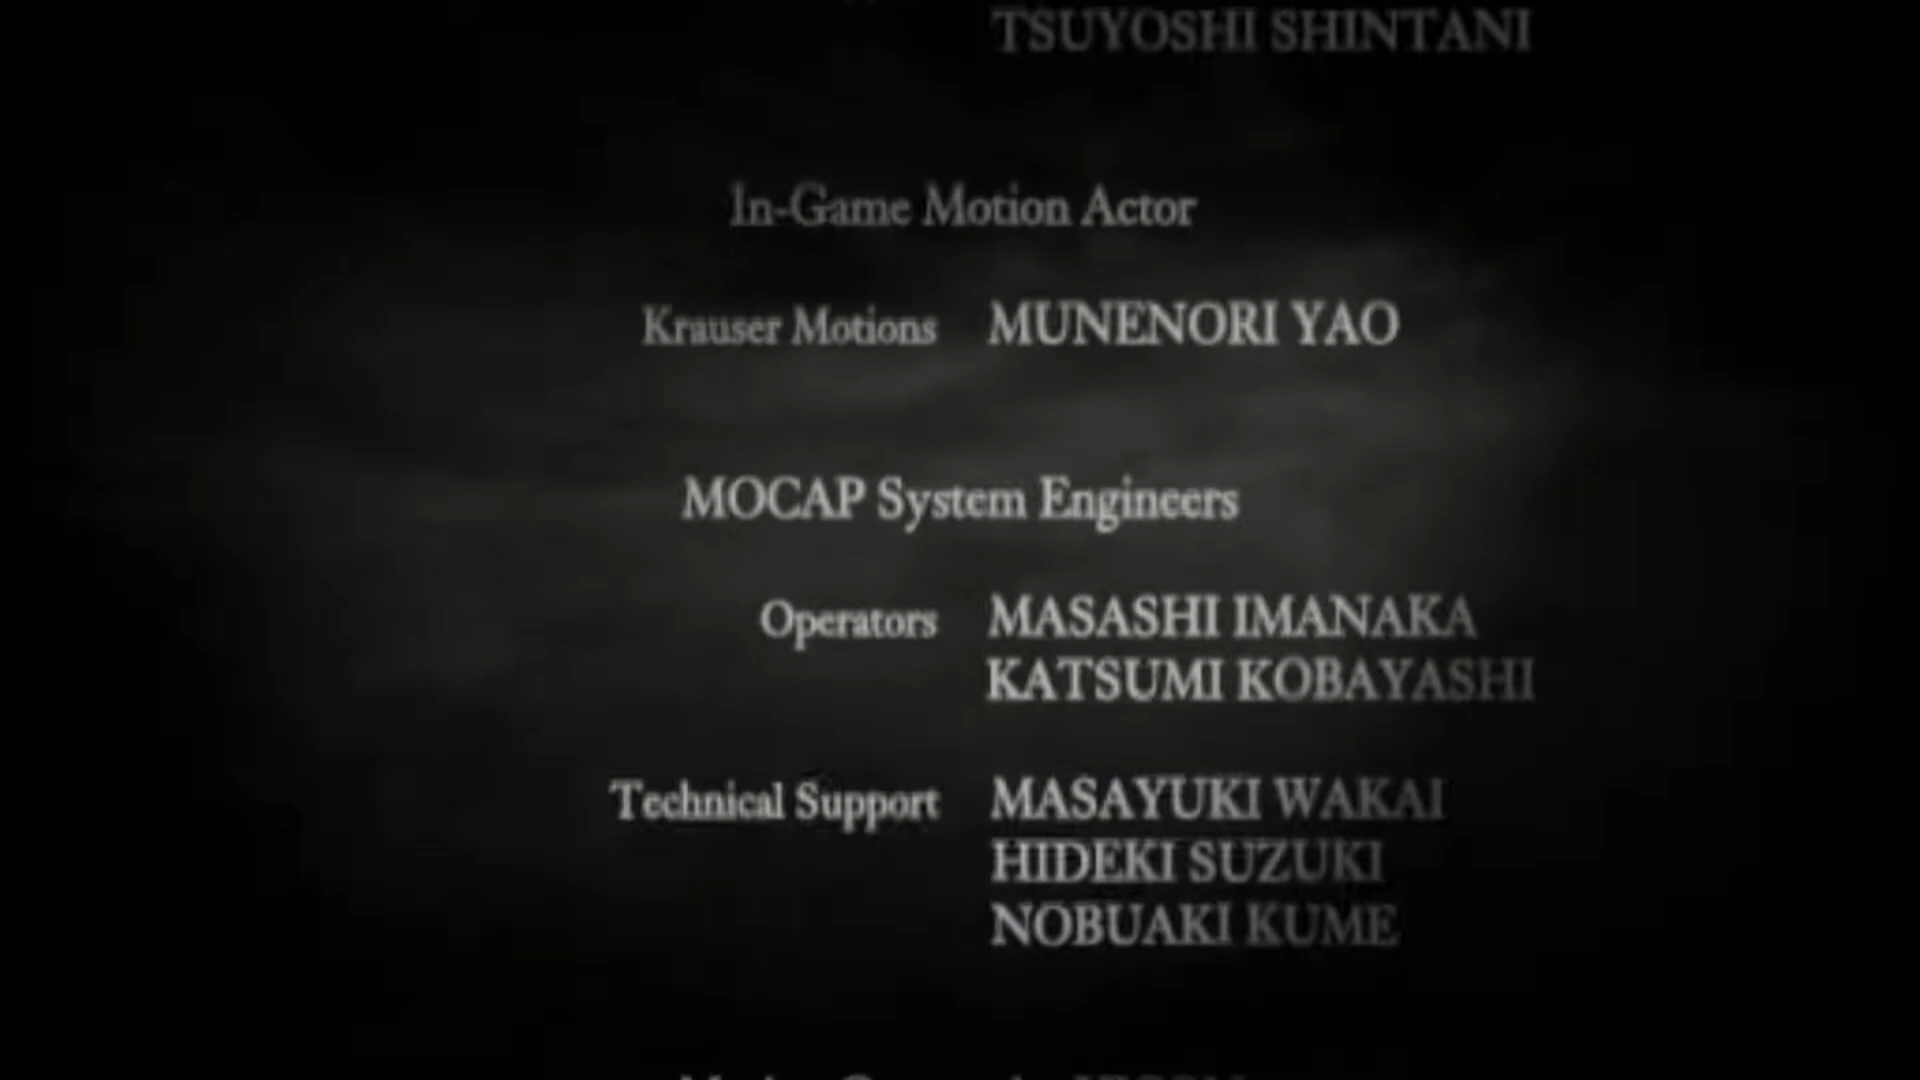 TSUYOSHI SHINTANI
In-Game Motion Actor
Krauser Motions MUNENORI YAO
MOCAP System Engineers
Operators MASASHI IMANAKA
KATSUMI KOBAYASHI
Technical Support MASAYUKI WAKAI
HIDEKI SUZUKI
NOBUAKI KUME